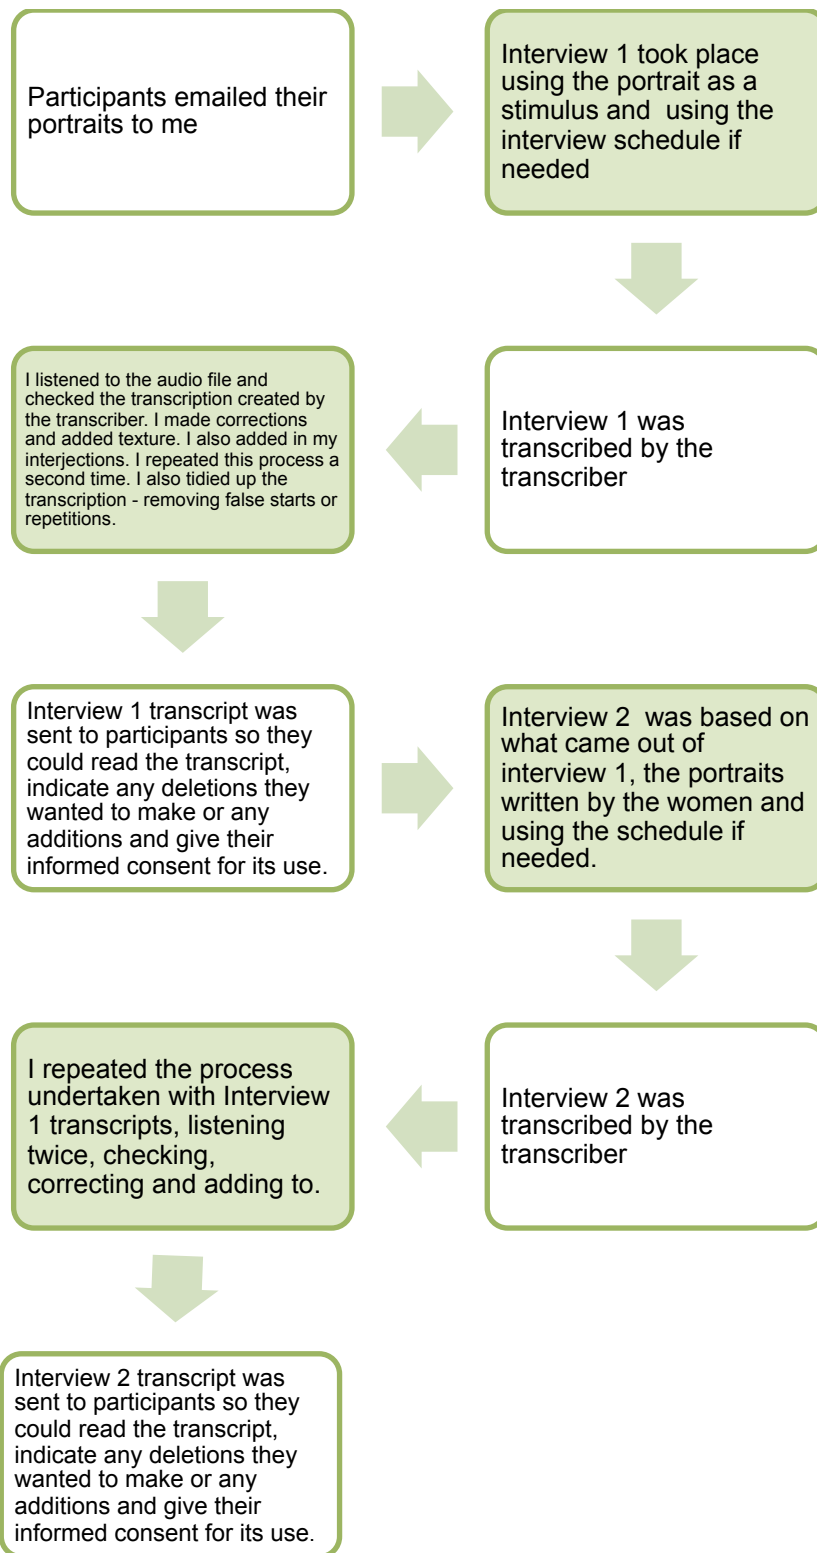 Participants emailed their
portraits to me
Interview 1 took place
using the portrait as a
stimulus and  using the
interview schedule if
needed
Interview 1 was
transcribed by the
transcriber
I listened to the audio file and
checked the transcription created by
the transcriber. I made corrections
and added texture. I also added in my
interjections. I repeated this process a
second time. I also tidied up the
transcription - removing false starts or
repetitions.
Interview 1 transcript was
sent to participants so they
could read the transcript,
indicate any deletions they
wanted to make or any
additions and give their
informed consent for its use.
Interview 2  was based on
what came out of
interview 1, the portraits
written by the women and
using the schedule if
needed.
Interview 2 was
transcribed by the
transcriber
I repeated the process
undertaken with Interview
1 transcripts, listening
twice, checking,
correcting and adding to.
Interview 2 transcript was
sent to participants so they
could read the transcript,
indicate any deletions they
wanted to make or any
additions and give their
informed consent for its use.